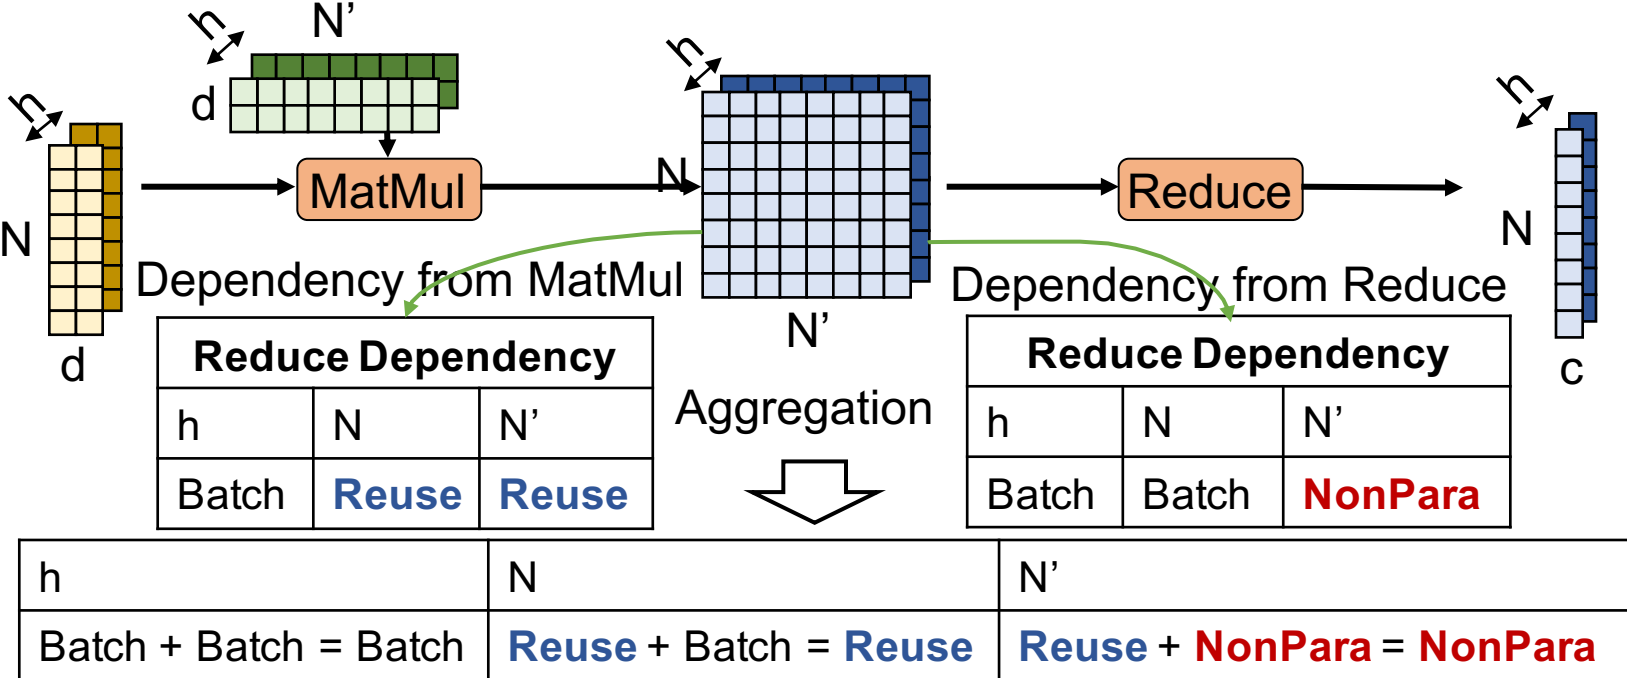 h
N’
h
d
h
h
MatMul
N
Reduce
N
N
Dependency from MatMul
Dependency from Reduce
d
N’
c
Reduce Dependency
h N N’
Batch Reuse Reuse
Aggregation
Reduce Dependency
h N N’
Batch Batch NonPara
h N N’
Batch + Batch = Batch Reuse + Batch = Reuse Reuse + NonPara = NonPara